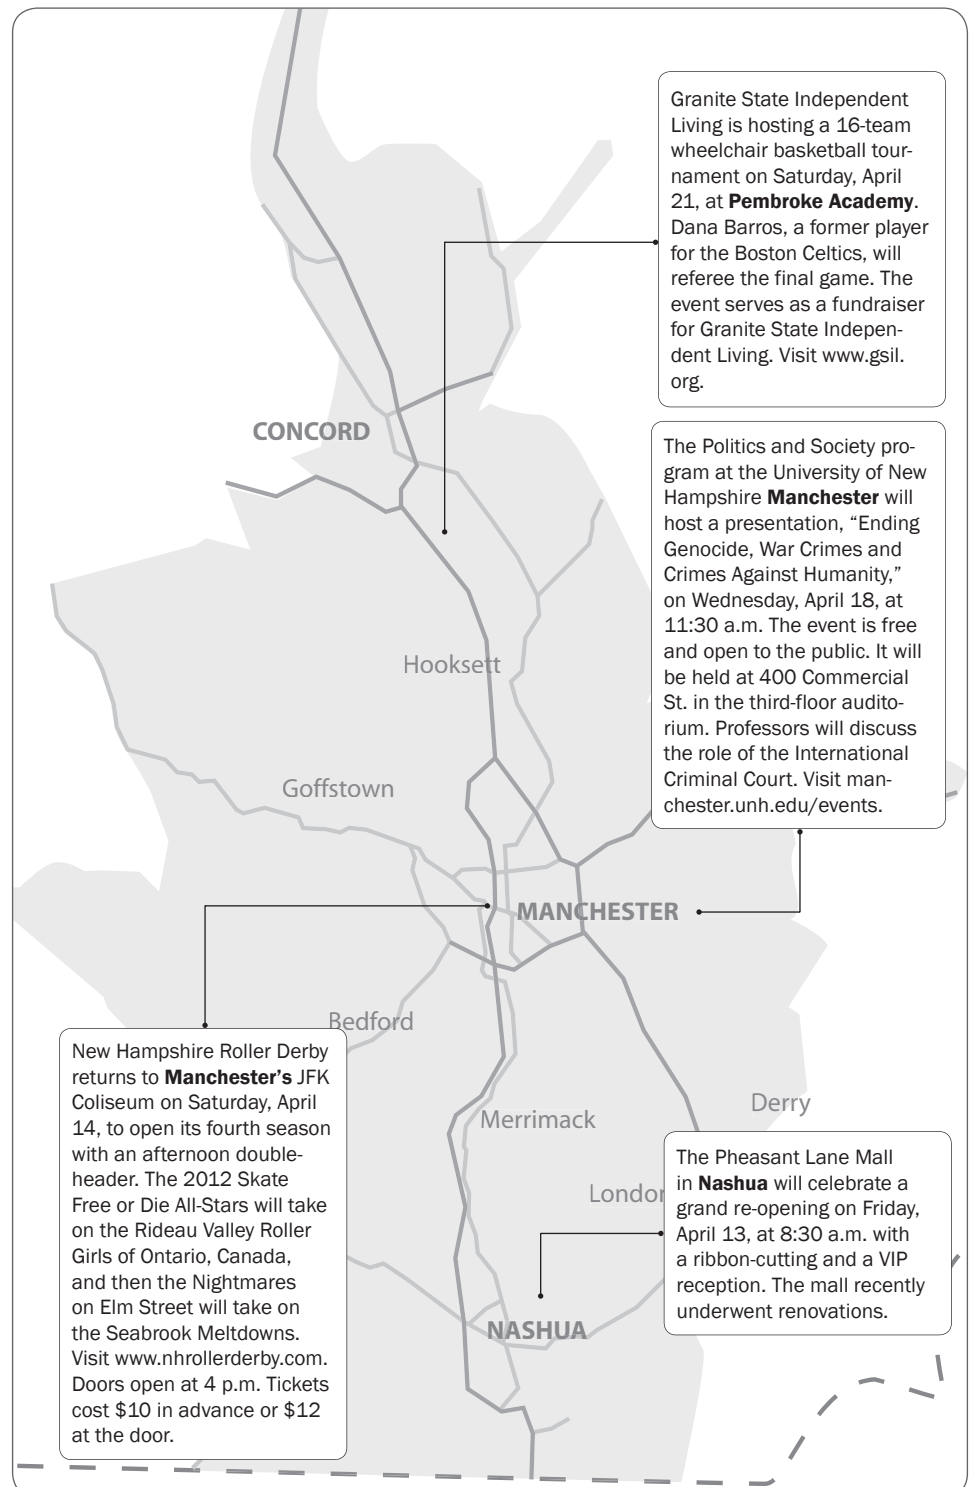 Granite State Independent
Living is hosting a 16-team
wheelchair basketball tour-
nament on Saturday, April
21, at Pembroke Academy.
Dana Barros, a former player
for the Boston Celtics, will
referee the final game. The
event serves as a fundraiser
for Granite State Indepen-
dent Living. Visit www.gsil.
org.
CONCORD
The Politics and Society pro-
gram at the University of New
Hampshire Manchester will
host a presentation, “Ending
Genocide, War Crimes and
Crimes Against Humanity,”
on Wednesday, April 18, at
11:30 a.m. The event is free
and open to the public. It will
be held at 400 Commercial
St. in the third-floor audito-
rium. Professors will discuss
the role of the International
Criminal Court. Visit man-
chester.unh.edu/events.
Hooksett
Goffstown
MANCHESTER
Bedford
New Hampshire Roller Derby
returns to Manchester’s JFK
Coliseum on Saturday, April
14, to open its fourth season
with an afternoon double-
header. The 2012 Skate
Free or Die All-Stars will take
on the Rideau Valley Roller
Girls of Ontario, Canada,
and then the Nightmares
on Elm Street will take on
the Seabrook Meltdowns.
Visit www.nhrollerderby.com.
Doors open at 4 p.m. Tickets
cost $10 in advance or $12
at the door.
Merrimack
Derry
The Pheasant Lane Mall
in Nashua will celebrate a
grand re-opening on Friday,
April 13, at 8:30 a.m. with
a ribbon-cutting and a VIP
reception. The mall recently
underwent renovations.
NASHUA